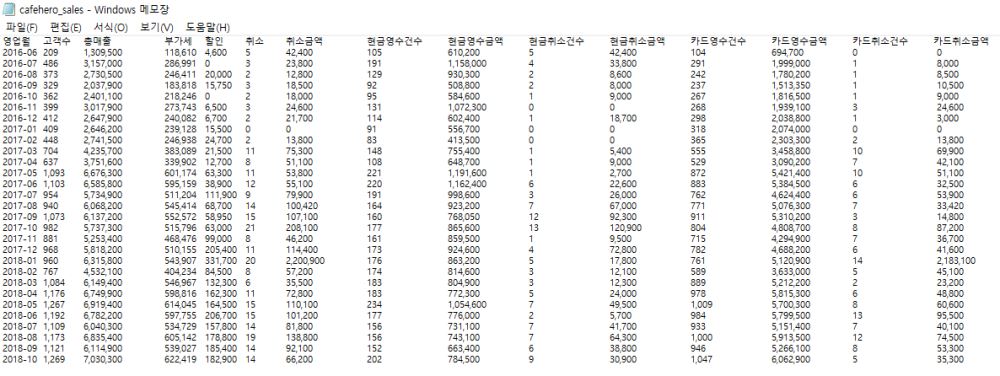 cafehero_sales - Windows 메모장
파일(F) 편집(E) 서식(O) 보기(V) 도움말(H)
영업월 고객수 총매출 부가세 할인 취소 취소금액 현금영수건수 현금영수금액 현금취소건수 현금취소금액 카드영수건수 카드영수금액 카드취소건수 카드취소금액
2016-06 209 1,309,500 118,610 4,600 5 42,400 105 610,200 5 42,400 104 694,700 0 0
2016-07 486 3,157,000 286,991 0 3 23,800 191 1,158,000 4 33,800 291 1,999,000 1 8,000
2016-08 373 2,730,500 246,411 20,000 2 12,800 129 930,300 2 8,600 242 1,780,200 1 8,500
2016-09 329 2,037,900 183,818 15,750 3 18,500 92 508,800 2 8,000 237 1,513,350 1 10,500
2016-10 362 2,401,100 218,246 0 2 18,000 95 584,600 1 9,000 267 1,816,500 1 9,000
2016-11 399 3,017,900 273,743 6,500 3 24,600 131 1,072,300 0 0 268 1,939,100 3 24,600
2016-12 412 2,647,900 240,082 6,700 2 21,700 114 602,400 1 18,700 298 2,038,800 1 3,000
2017-01 409 2,646,200 239,128 15,500 0 0 91 556,700 0 0 318 2,074,000 0 0
2017-02 448 2,741,500 246,938 24,700 2 13,800 83 413,500 0 0 365 2,303,300 2 13,800
2017-03 704 4,235,700 383,089 21,500 11 75,300 148 755,400 1 5,400 555 3,458,800 10 69,900
2017-04 637 3,751,600 339,902 12,700 8 51,100 108 648,700 1 9,000 529 3,090,200 7 42,100
2017-05 1,093 6,676,300 601,174 63,300 11 53,800 221 1,191,600 1 2,700 872 5,421,400 10 51,100
2017-06 1,103 6,585,800 595,159 38,900 12 55,100 220 1,162,400 6 22,600 883 5,384,500 6 32,500
2017-07 954 5,734,900 511,204 111,900 9 79,900 191 998,600 3 26,000 762 4,624,400 6 53,900
2017-08 940 6,068,200 545,414 68,700 14 100,420 164 923,200 7 67,000 771 5,076,300 7 33,420
2017-09 1,073 6,137,200 552,572 58,950 15 107,100 160 768,050 12 92,300 911 5,310,200 3 14,800
2017-10 982 5,737,300 515,796 63,000 21 208,100 177 865,600 13 120,900 804 4,808,700 8 87,200
2017-11 881 5,253,400 468,476 99,000 8 46,200 161 859,500 1 9,500 715 4,294,900 7 36,700
2017-12 968 5,818,200 510,155 205,400 11 114,400 173 924,600 4 72,800 782 4,688,200 6 41,600
2018-01 960 6,315,800 543,907 331,700 20 2,200,900 176 863,200 5 17,800 761 5,120,900 14 2,183,100
2018-02 767 4,532,100 404,234 84,500 8 57,200 174 814,600 3 12,100 589 3,633,000 5 45,100
2018-03 1,084 6,149,400 546,967 132,300 6 35,500 183 804,900 3 12,300 889 5,212,200 2 23,200
2018-04 1,176 6,749,900 598,816 162,300 11 72,800 183 772,300 5 24,000 978 5,815,300 6 48,800
2018-05 1,267 6,919,400 614,045 164,500 15 110,100 234 1,054,600 7 49,500 1,009 5,700,300 8 60,600
2018-06 1,192 6,782,200 597,755 206,700 15 101,200 177 776,000 2 5,700 984 5,799,500 13 95,500
2018-07 1,109 6,040,300 534,729 157,800 14 81,800 156 731,100 7 41,700 933 5,151,400 7 40,100
2018-08 1,173 6,835,400 605,142 178,800 19 138,800 156 743,100 7 64,300 1,000 5,913,500 12 74,500
2018-09 1,121 6,114,900 539,027 185,400 14 92,100 152 663,400 6 38,800 946 5,266,100 8 53,300
2018-10 1,269 7,030,300 622,419 182,900 14 66,200 202 784,500 9 30,900 1,047 6,062,900 5 35,300